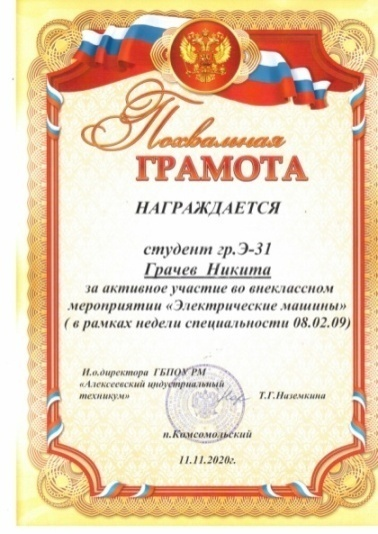 Похвальная
ГРАМОТА
НАГРАЖДАЕТСЯ
студент гр.Э-31
Грачев Никита
за активное участие во внеклассном
мероприятии «Электрические машины»
( в рамках недели специальности 08.02.09)
И.о.директора ГБПОУ РМ
«Алексеевский индустриальный
техникум»
Т.Г.Наземкина
п.Комсомольский
11.11.2020г.